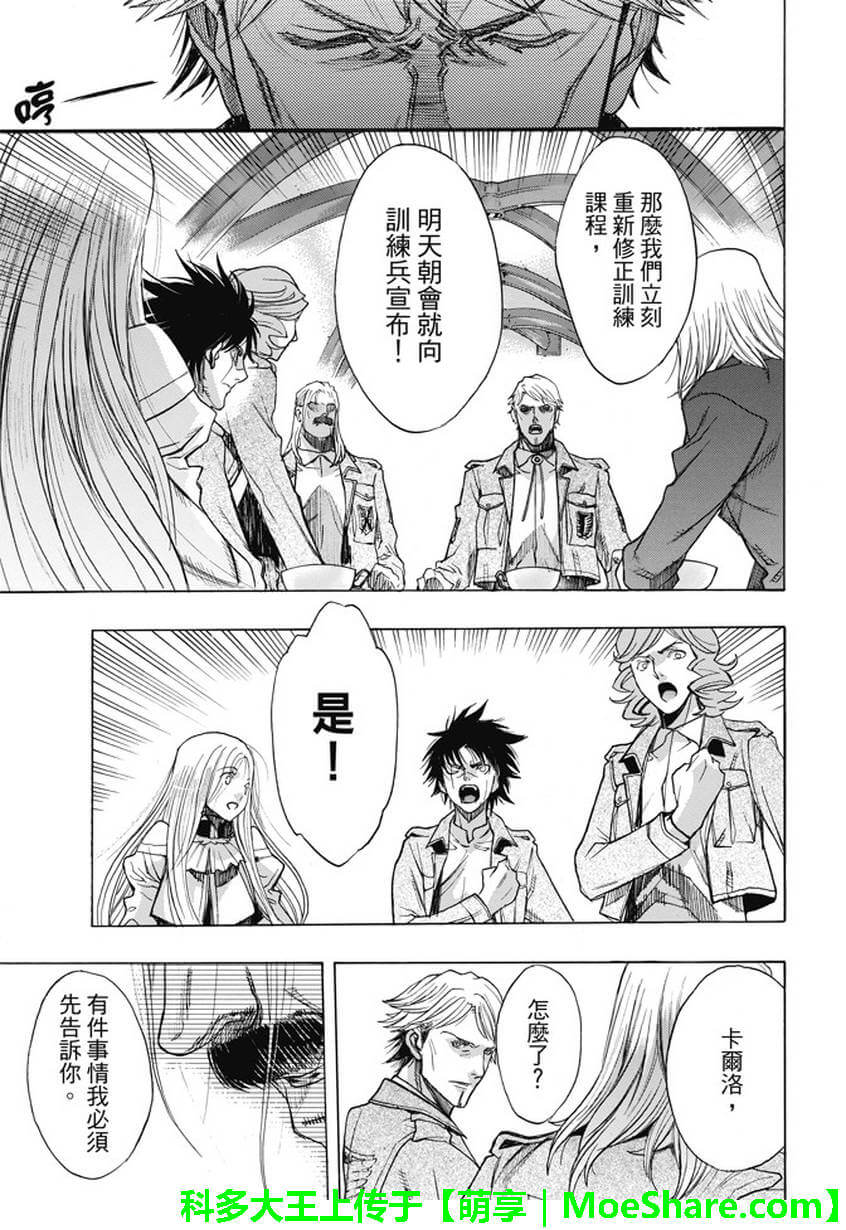 哼
那麼我們立刻
重新修正訓練
課程，
明天朝會就向
訓練兵宣布！
是！
卡爾洛，
怎麼了？
有件事情我必須
先告訴你。
科多大王上传于【萌享｜MoeShare.com】